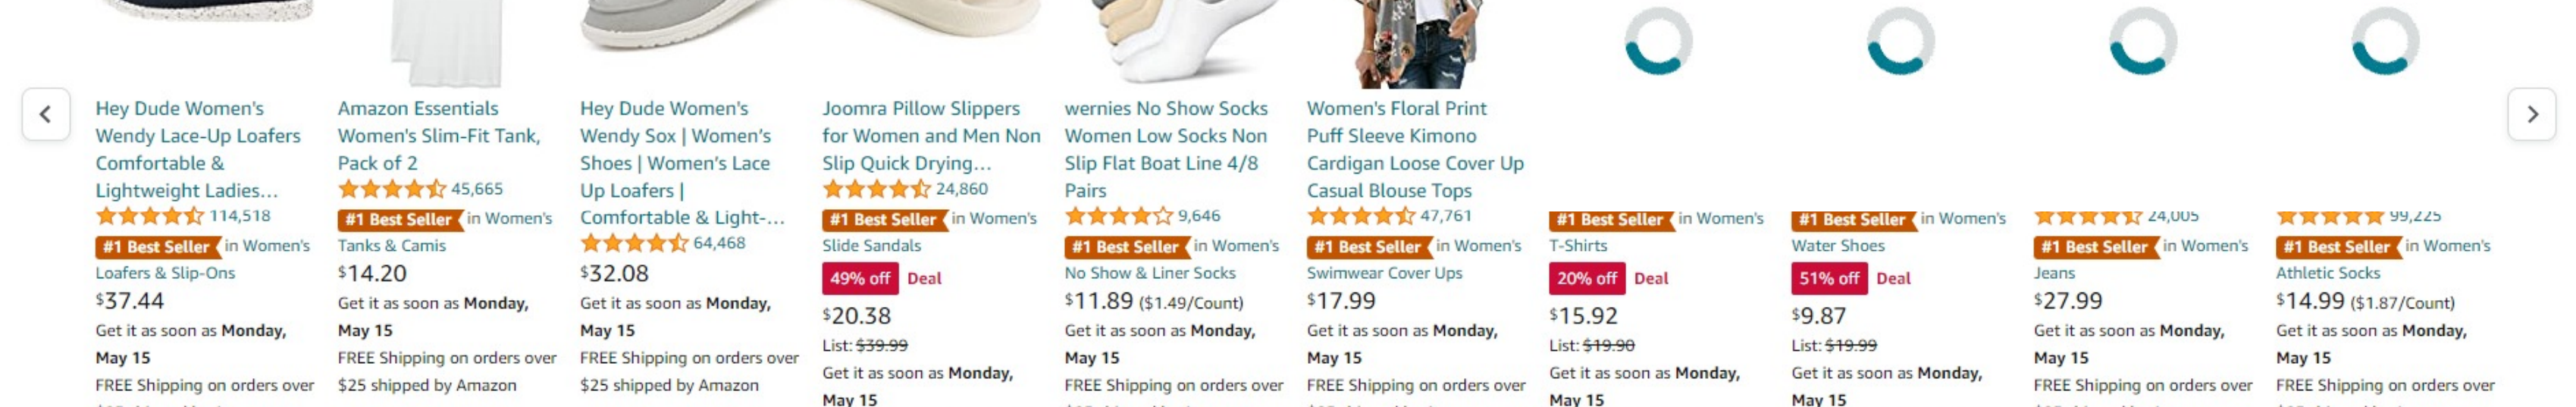 Hey Dude Women's
Wendy Lace-Up Loafers
Comfortable &
Lightweight Ladies...
114,518
#1 Best Seller in Women's
Loafers & Slip-Ons
$37.44
Get it as soon as Monday,
May 15
FREE Shipping on orders over
Amazon Essentials
Women's Slim-Fit Tank,
Pack of 2
45,665
#1 Best Seller in Women's
Tanks & Camis
$14.20
Get it as soon as Monday,
May 15
FREE Shipping on orders over
$25 shipped by Amazon
Hey Dude Women's
Wendy Sox | Women's
Shoes | Women's Lace
Up Loafers |
Comfortable & Light-...
64,468
$32.08
Get it as soon as Monday,
May 15
FREE Shipping on orders over
$25 shipped by Amazon
Joomra Pillow Slippers
for Women and Men Non
Slip Quick Drying...
24,860
#1 Best Seller in Women's
Slide Sandals
49% off Deal
$20.38
List: $39.99
Get it as soon as Monday,
May 15
wernies No Show Socks
Women Low Socks Non
Slip Flat Boat Line 4/8
Pairs
9,646
#1 Best Seller in Women's
No Show & Liner Socks
$11.89 ($1.49/Count)
Get it as soon as Monday,
May 15
FREE Shipping on orders over
Women's Floral Print
Puff Sleeve Kimono
Cardigan Loose Cover Up
Casual Blouse Tops
47,761
#1 Best Seller in Women's
Swimwear Cover Ups
$17.99
Get it as soon as Monday,
May 15
FREE Shipping on orders over
#1 Best Seller in Women's
T-Shirts
20% off Deal
$15.92
List: $19.90
Get it as soon as Monday,
May 15
#1 Best Seller in Women's
Water Shoes
51% off Deal
$9.87
List: $19.99
Get it as soon as Monday,
May 15
24,005
#1 Best Seller in Women's
Jeans
$27.99
Get it as soon as Monday,
May 15
FREE Shipping on orders over
99,225
#1 Best Seller in Women's
Athletic Socks
$14.99 ($1.87/Count)
Get it as soon as Monday,
May 15
FREE Shipping on orders over